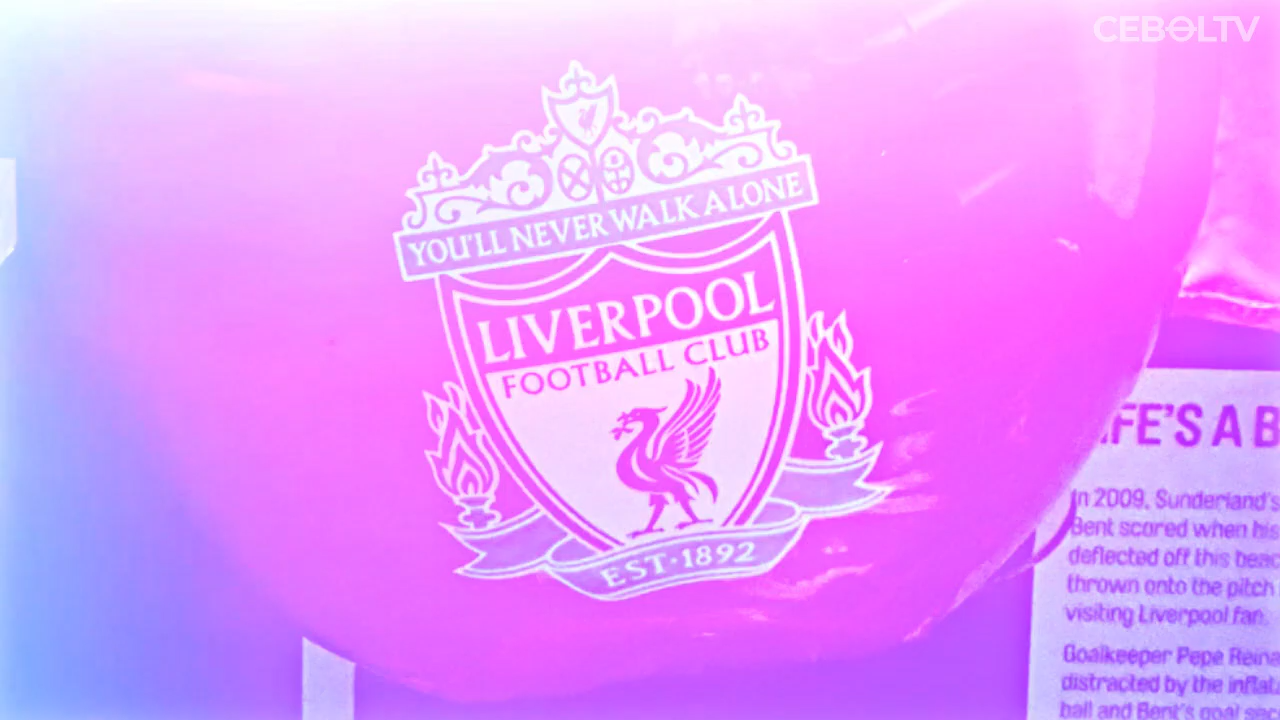 CEBOLTV
YOU'LL NEVER WALK ALONE
LIVERPOOL
FOOTBALL CLUB
EST·1892
FE'S A B
In 2009, Sunderland's
Bent scored when his
deflected off this
thrown onto the pitch
visiting Liverpool fan.
Goalkeeper Pepe Reina
distracted by the
ball and Bent's goal